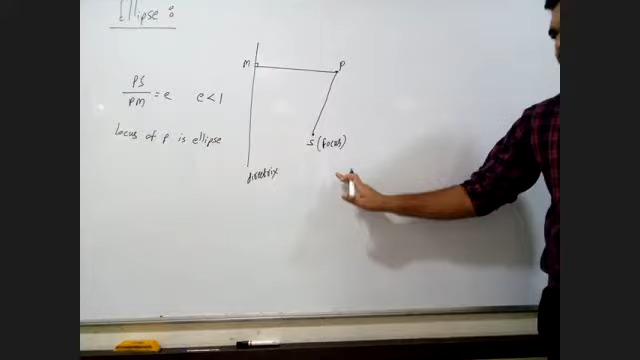 Ellipse :
M
P
PS
PM
= e
e < 1
locus of P is ellipse
S (focus)
directrix